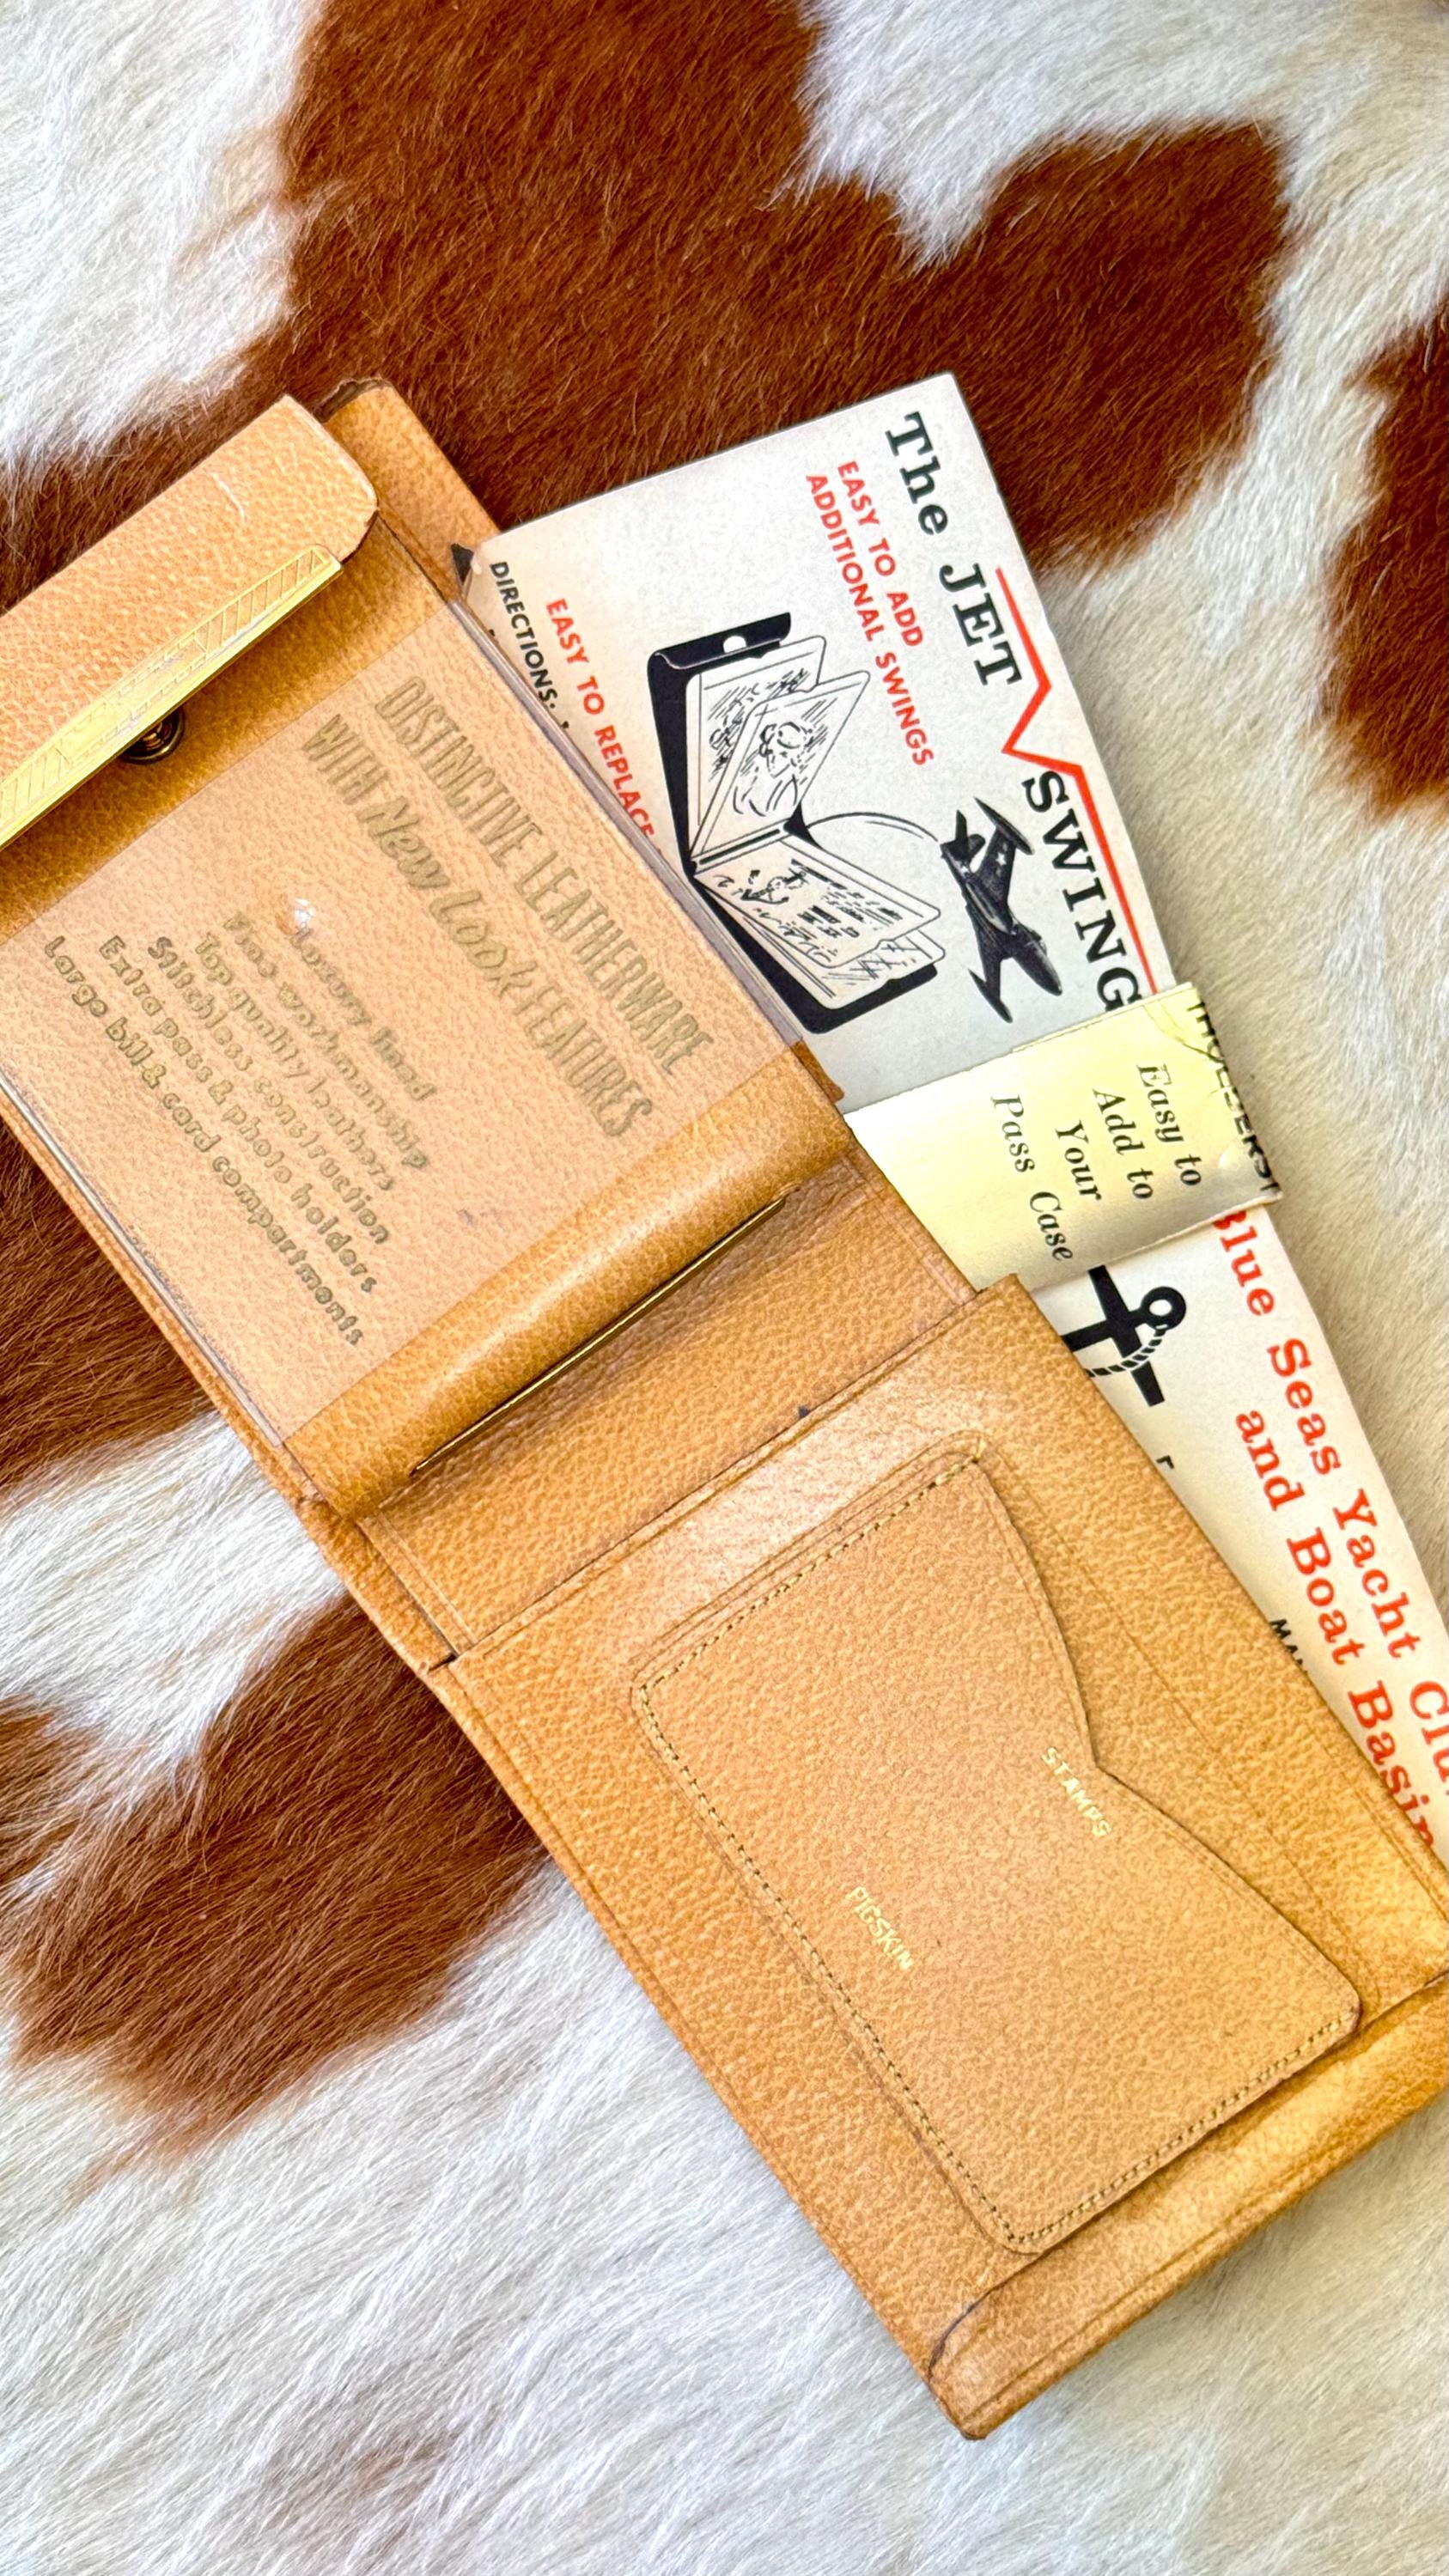 The JET SWING
EASY TO ADD
ADDITIONAL SWINGS
EASY TO REPLACE
DIRECTIONS:
Easy to
Add to
Your
Pass Case
Blue Seas Yacht
and Boat Basin
DISTINCTIVE LEATHERWARE
WITH New Look FEATURES
Luxury lined
Fine workmanship
Top quality leathers
Stitchless construction
Extra pass & photo holders
Large bill & card compartments
STAMPS
PIGSKIN